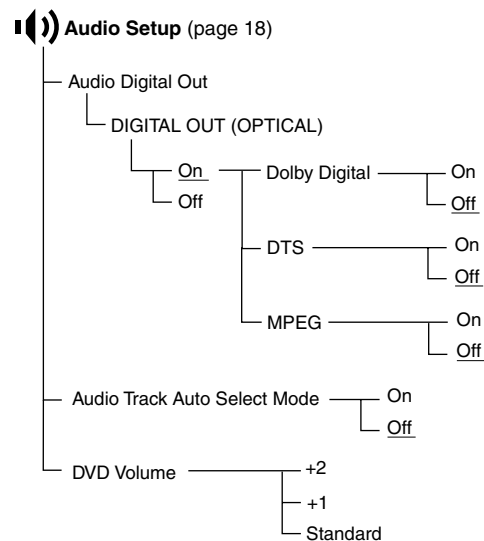 Audio Setup (page 18)
Audio Digital Out
DIGITAL OUT (OPTICAL)
On
Off
Dolby Digital
On
Off
DTS
On
Off
MPEG
On
Off
Audio Track Auto Select Mode
On
Off
DVD Volume
+2
+1
Standard